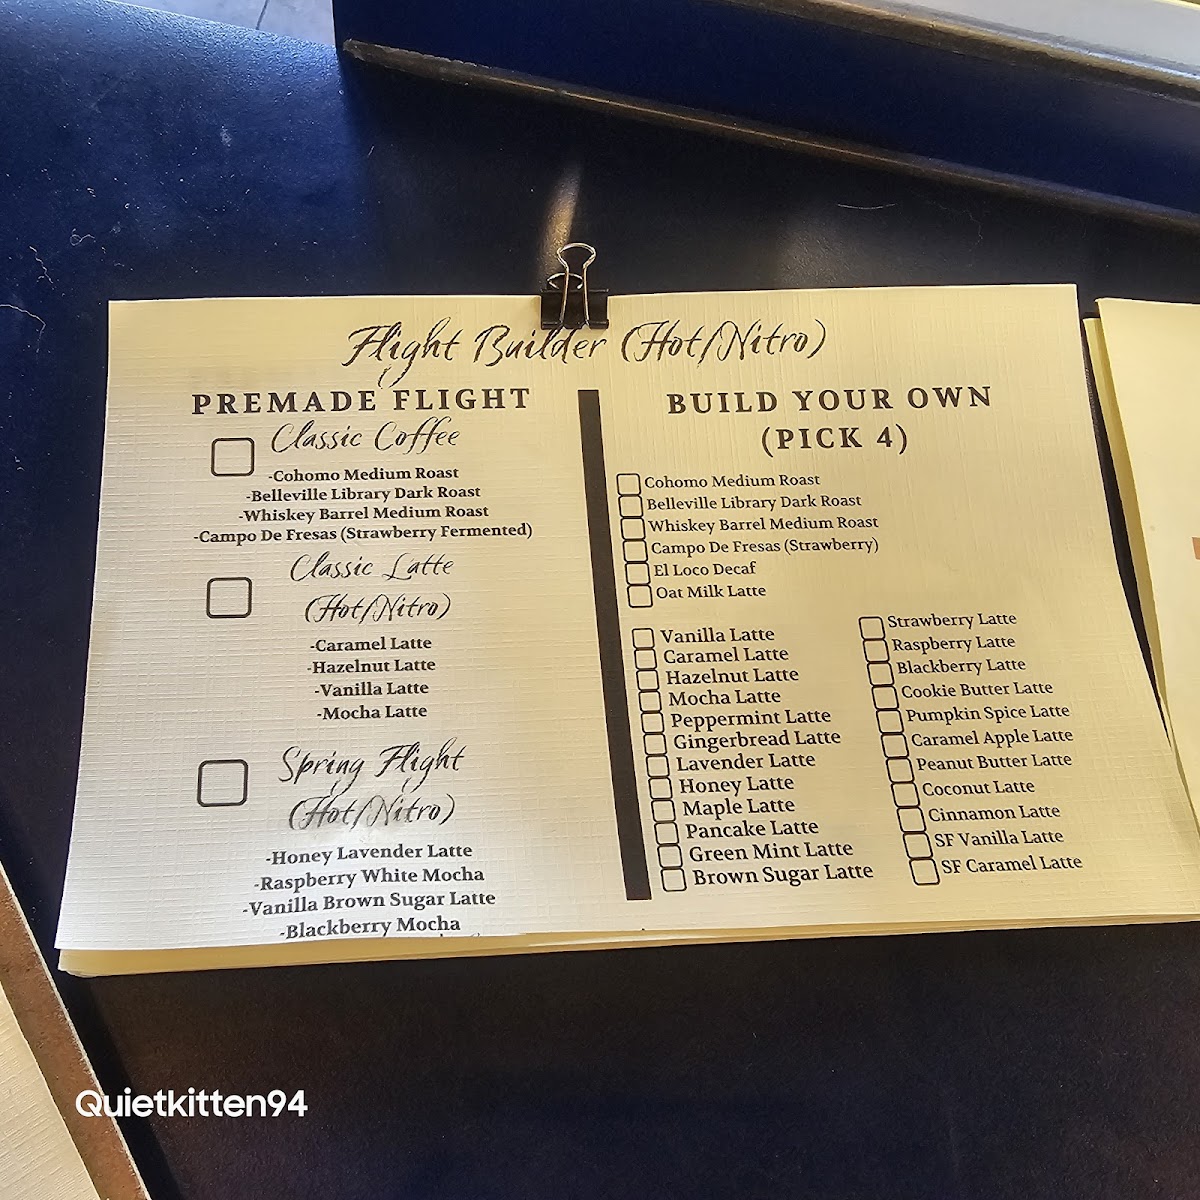 Flight Builder (Hot/Nitro)
PREMADE FLIGHT
Classic Coffee
-Cohomo Medium Roast
-Belleville Library Dark Roast
-Whiskey Barrel Medium Roast
-Campo De Fresas (Strawberry Fermented)
Classic Latte
(Hot/Nitro)
-Caramel Latte
-Hazelnut Latte
-Vanilla Latte
-Mocha Latte
Spring Flight
(Hot/Nitro)
-Honey Lavender Latte
-Raspberry White Mocha
-Vanilla Brown Sugar Latte
-Blackberry Mocha
BUILD YOUR OWN
(PICK 4)
Cohomo Medium Roast
Belleville Library Dark Roast
Whiskey Barrel Medium Roast
Campo De Fresas (Strawberry)
El Loco Decaf
Oat Milk Latte
Vanilla Latte
Caramel Latte
Hazelnut Latte
Mocha Latte
Peppermint Latte
Gingerbread Latte
Lavender Latte
Honey Latte
Maple Latte
Pancake Latte
Green Mint Latte
Brown Sugar Latte
Strawberry Latte
Raspberry Latte
Blackberry Latte
Cookie Butter Latte
Pumpkin Spice Latte
Caramel Apple Latte
Peanut Butter Latte
Coconut Latte
Cinnamon Latte
SF Vanilla Latte
SF Caramel Latte
Quietkitten94